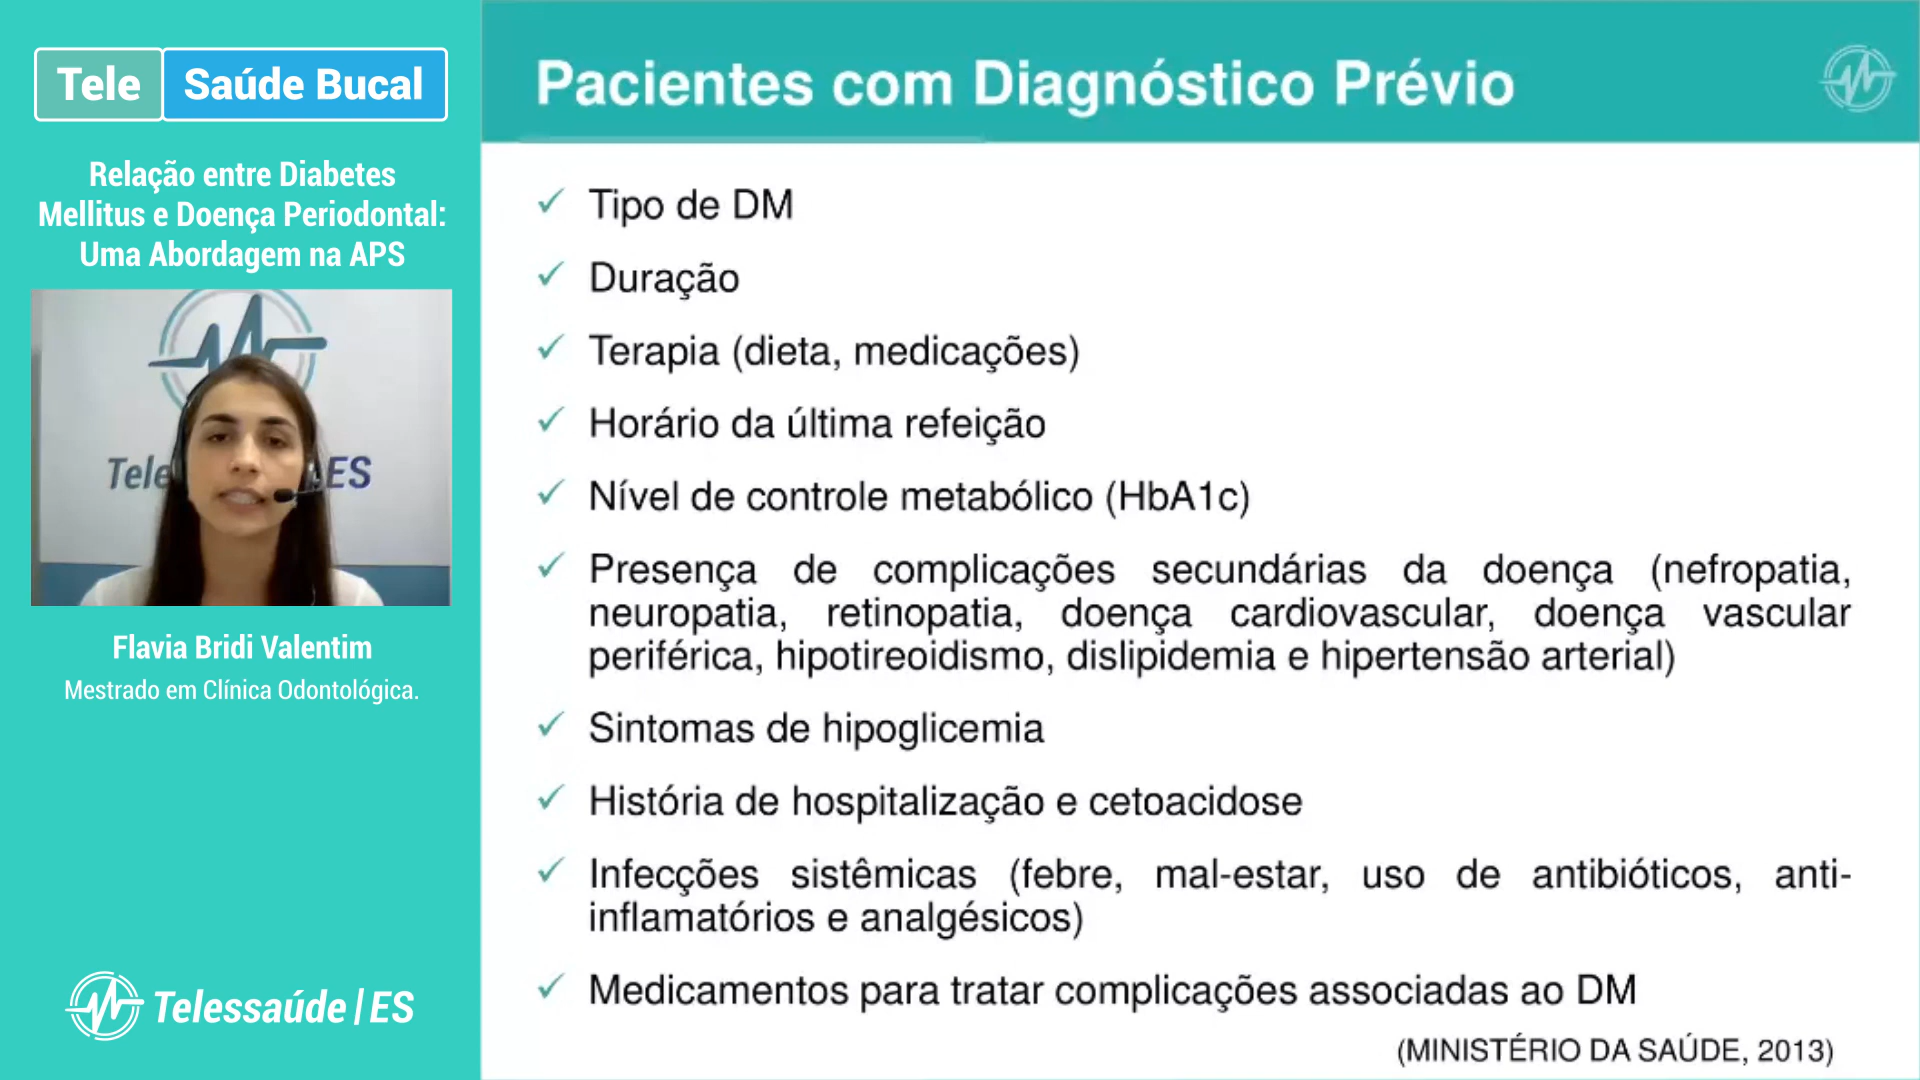 Tele Saúde Bucal
Relação entre Diabetes
Mellitus e Doença Periodontal:
Uma Abordagem na APS
Tele ES
Flavia Bridi Valentim
Mestrado em Clínica Odontológica.
Telessaúde|ES
Pacientes com Diagnóstico Prévio
✓ Tipo de DM
✓ Duração
✓ Terapia (dieta, medicações)
✓ Horário da última refeição
✓ Nível de controle metabólico (HbA1c)
✓ Presença de complicações secundárias da doença (nefropatia,
neuropatia, retinopatia, doença cardiovascular, doença vascular
periférica, hipotireoidismo, dislipidemia e hipertensão arterial)
✓ Sintomas de hipoglicemia
✓ História de hospitalização e cetoacidose
✓ Infecções sistêmicas (febre, mal-estar, uso de antibióticos, anti-
inflamatórios e analgésicos)
✓ Medicamentos para tratar complicações associadas ao DM
(MINISTÉRIO DA SAÚDE, 2013)